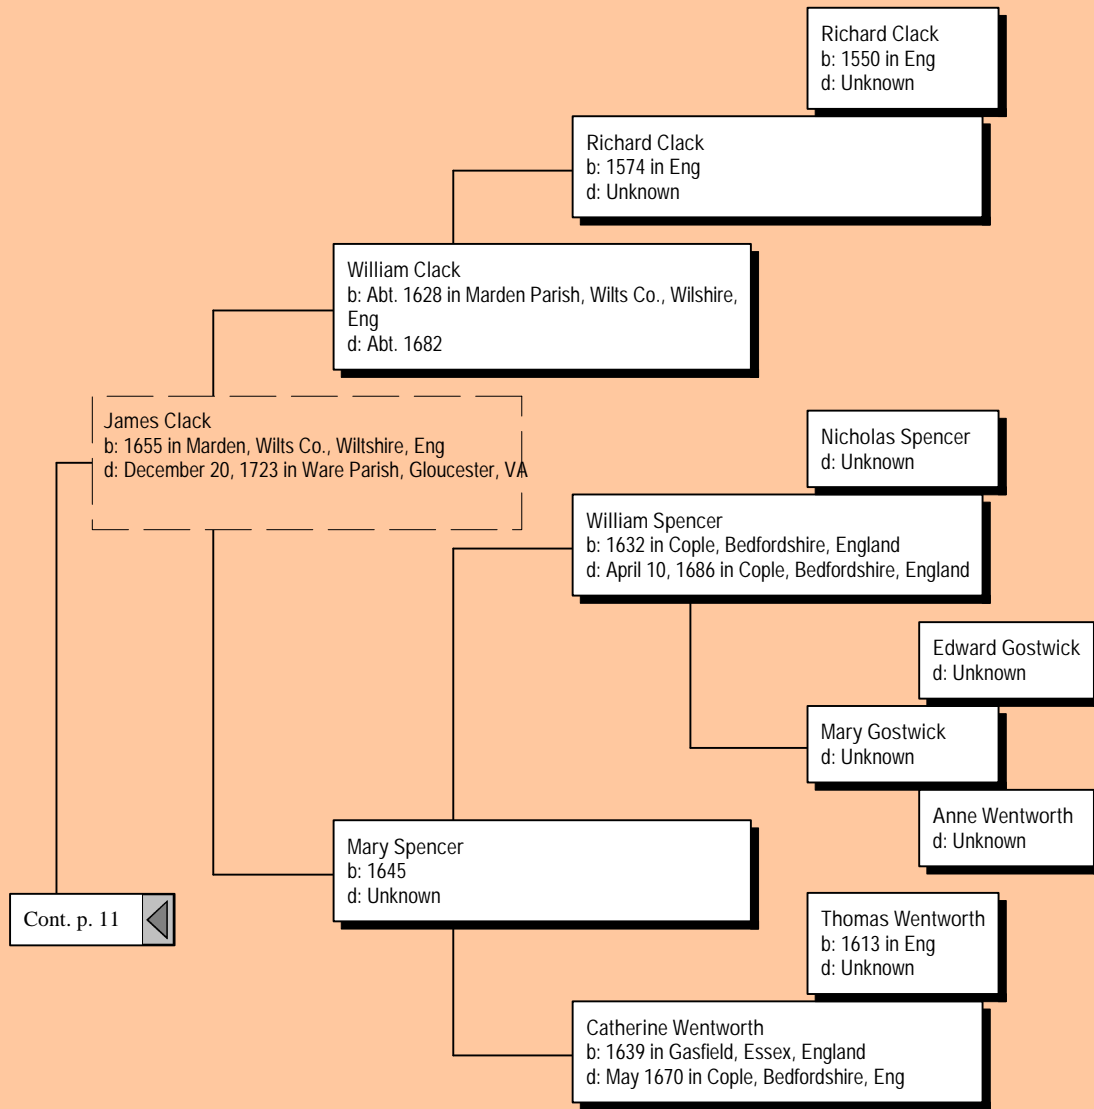 Richard Clack
b: 1550 in Eng
d: Unknown
Richard Clack
b: 1574 in Eng
d: Unknown
William Clack
b: Abt. 1628 in Marden Parish, Wilts Co., Wilshire,
Eng
d: Abt. 1682
James Clack
b: 1655 in Marden, Wilts Co., Wiltshire, Eng
d: December 20, 1723 in Ware Parish, Gloucester, VA
Nicholas Spencer
d: Unknown
William Spencer
b: 1632 in Cople, Bedfordshire, England
d: April 10, 1686 in Cople, Bedfordshire, England
Edward Gostwick
d: Unknown
Mary Gostwick
d: Unknown
Anne Wentworth
d: Unknown
Mary Spencer
b: 1645
d: Unknown
Cont. p. 11
Thomas Wentworth
b: 1613 in Eng
d: Unknown
Catherine Wentworth
b: 1639 in Gasfield, Essex, England
d: May 1670 in Cople, Bedfordshire, Eng